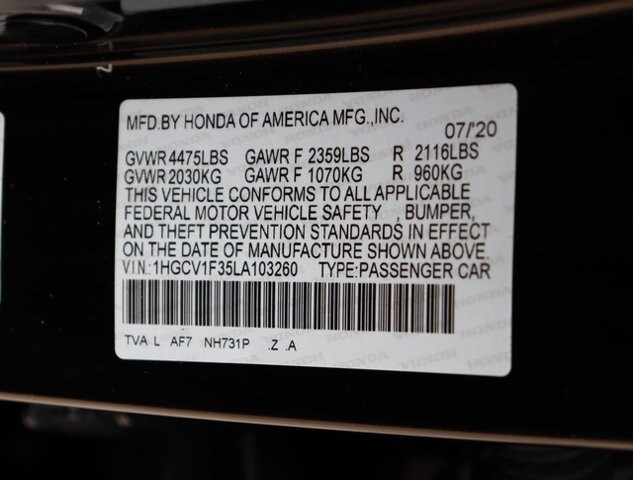 MFD.BY HONDA OF AMERICA MFG.,INC.
07/'20
GVWR 4475LBS GAWR F 2359LBS R 2116LBS
GVWR 2030KG GAWR F 1070KG R 960KG
THIS VEHICLE CONFORMS TO ALL APPLICABLE
FEDERAL MOTOR VEHICLE SAFETY , BUMPER,
AND THEFT PREVENTION STANDARDS IN EFFECT
ON THE DATE OF MANUFACTURE SHOWN ABOVE.
VIN:1HGCV1F35LA103260 TYPE:PASSENGER CAR
TVA L AF7 NH731P .Z .A